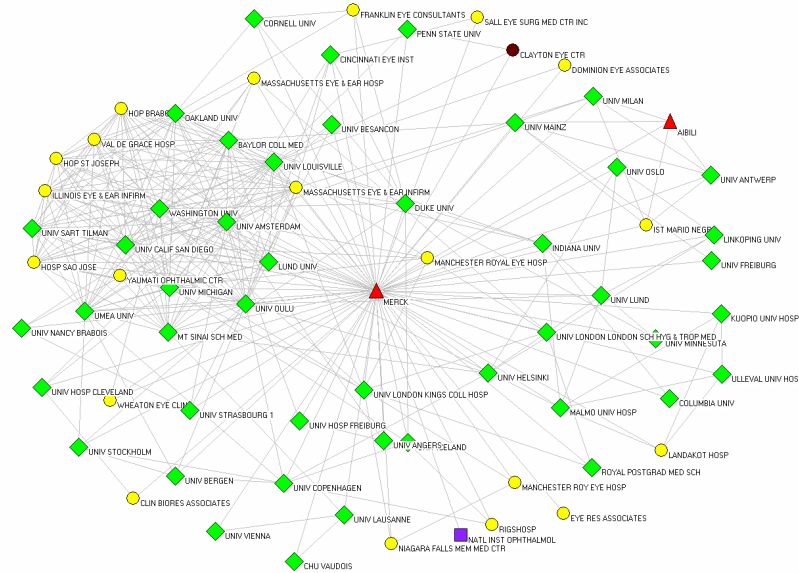 FRANKLIN EYE CONSULTANTS
SALL EYE SURG MED CTR INC
CORNELL UNIV
PENN STATE UNIV
CLAYTON EYE CTR
CINCINNATI EYE INST
DOMINION EYE ASSOCIATES
MASSACHUSETTS EYE & EAR HOSP
UNIV MILAN
HOP BRABO
OAKLAND UNIV
UNIV BESANCON
UNIV MAINZ
AIBILI
VAL DE GRACE HOSP
BAYLOR COLL MED
HOP ST JOSEPH
UNIV LOUISVILLE
UNIV OSLO
UNIV ANTWERP
ILLINOIS EYE & EAR INFIRM
MASSACHUSETTS EYE & EAR INFIRM
WASHINGTON UNIV
DUKE UNIV
UNIV AMSTERDAM
IST MARIO NEGR
UNIV SART TILMAN
LINKOPING UNIV
UNIV CALIF SAN DIEGO
INDIANA UNIV
HOSP SAO JOSE
LUND UNIV
MANCHESTER ROYAL EYE HOSP
UNIV FREIBURG
YAUMATI OPHTHALMIC CTR
UNIV MICHIGAN
MERCK
UNIV LUND
UNIV OULU
UMEA UNIV
KUOPIO UNIV HOSP
UNIV NANCY BRABOIS
MT SINAI SCH MED
UNIV LONDON LONDON SCH HYG & TROP MED
UNIV MINNESOTA
UNIV HELSINKI
ULLEVAL UNIV HOS
UNIV HOSP CLEVELAND
UNIV LONDON KINGS COLL HOSP
COLUMBIA UNIV
WHEATON EYE CLIN
UNIV STRASBOURG 1
MALMO UNIV HOSP
UNIV HOSP FREIBURG
UNIV STOCKHOLM
UNIV ANGERS
ELAND
LANDAKOT HOSP
ROYAL POSTGRAD MED SCH
UNIV BERGEN
UNIV COPENHAGEN
MANCHESTER ROY EYE HOSP
CLIN BIORES ASSOCIATES
UNIV LAUSANNE
EYE RES ASSOCIATES
RIGSHOSP
UNIV VIENNA
NATL INST OPHTHALMOL
NIAGARA FALLS MEM MED CTR
CHU VAUDOIS